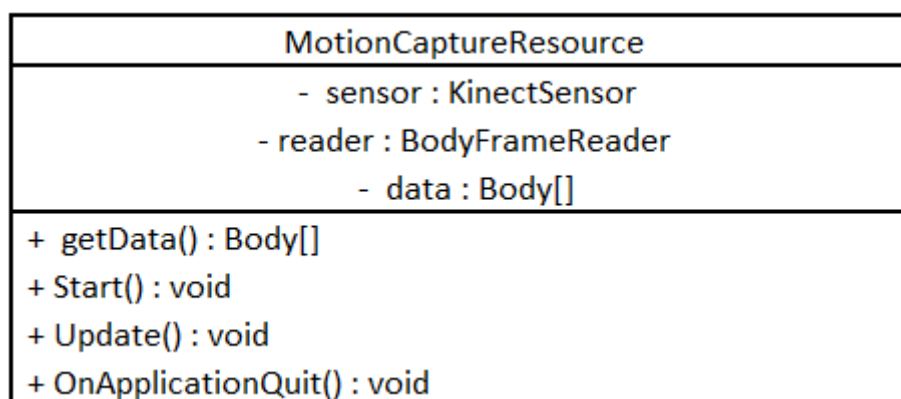 MotionCaptureResource
- sensor : KinectSensor
- reader : BodyFrameReader
- data : Body[]
+ getData() : Body[]
+ Start() : void
+ Update() : void
+ OnApplicationQuit() : void